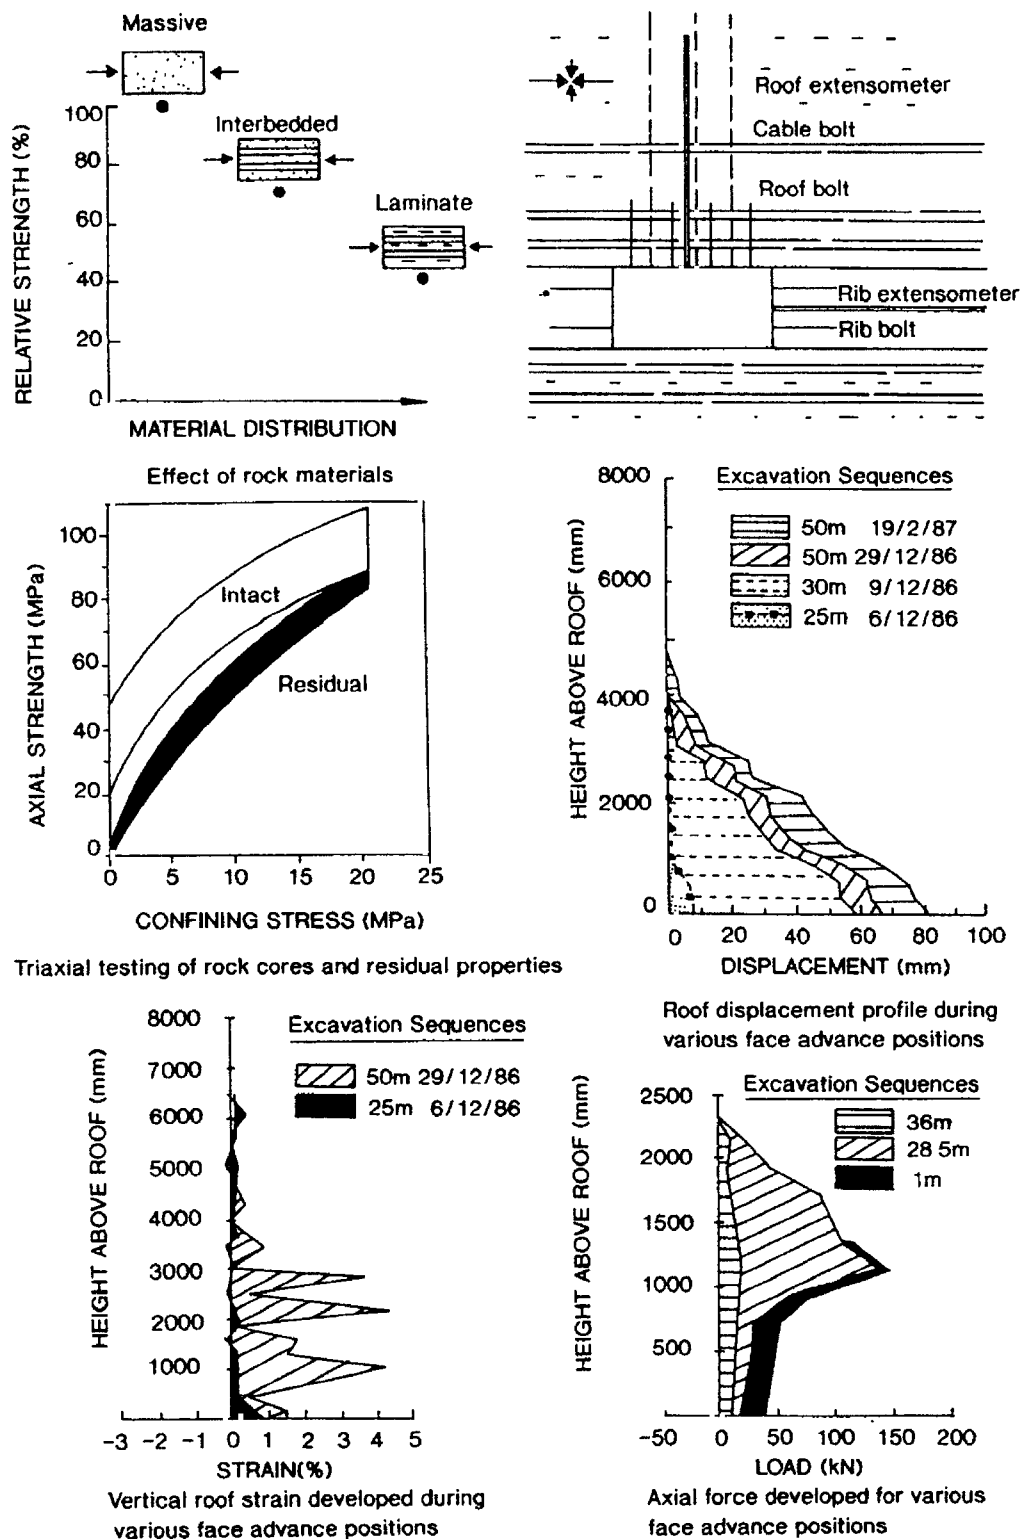 Massive
Interbedded
Laminate
RELATIVE STRENGTH (%)
100
80
60
40
20
0
MATERIAL DISTRIBUTION
Effect of rock materials
Roof extensometer
Cable bolt
Roof bolt
Rib extensometer
Rib bolt
AXIAL STRENGTH (MPa)
100
80
60
40
20
0
Intact
Residual
0 5 10 15 20 25
CONFINING STRESS (MPa)
Triaxial testing of rock cores and residual properties
HEIGHT ABOVE ROOF (mm)
8000
6000
4000
2000
0
Excavation Sequences
50m 19/2/87
50m 29/12/86
30m 9/12/86
25m 6/12/86
0 20 40 60 80 100
DISPLACEMENT (mm)
Roof displacement profile during
various face advance positions
HEIGHT ABOVE ROOF (mm)
8000
7000
6000
5000
4000
3000
2000
1000
Excavation Sequences
50m 29/12/86
25m 6/12/86
-3 -2 -1 0 1 2 3 4 5
STRAIN(%)
Vertical roof strain developed during
various face advance positions
HEIGHT ABOVE ROOF (mm)
2500
2000
1500
1000
500
Excavation Sequences
36m
28 5m
1m
-50 0 50 100 150 200
LOAD (kN)
Axial force developed for various
face advance positions